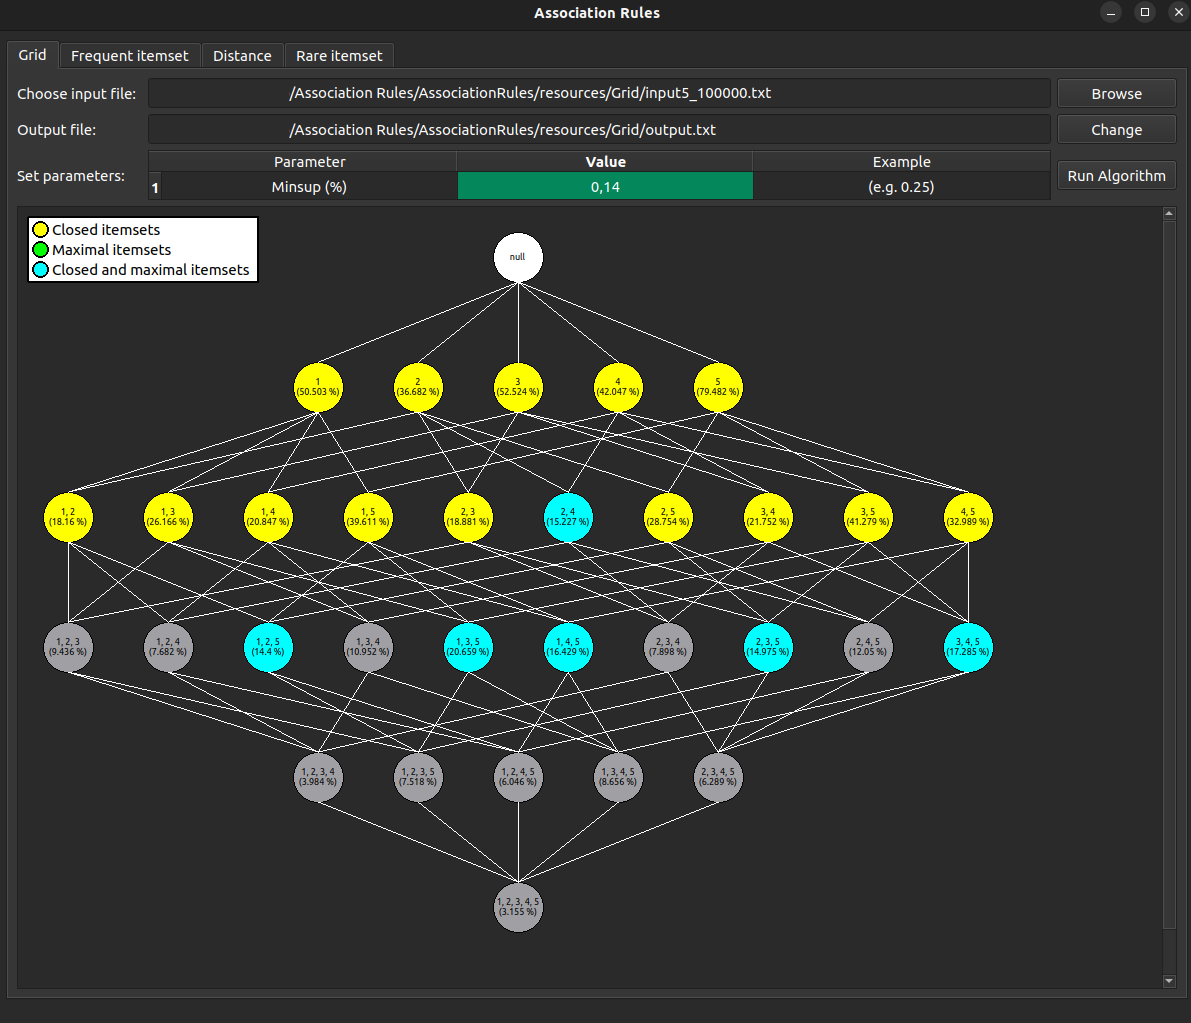 Association Rules
Grid
Frequent itemset
Distance
Rare itemset
Choose input file:
/Association Rules/AssociationRules/resources/Grid/input5_100000.txt
Browse
Output file:
/Association Rules/AssociationRules/resources/Grid/output.txt
Change
Set parameters:
Parameter
Value
Example
1
Minsup (%)
0,14
(e.g. 0.25)
Run Algorithm
Closed itemsets
Maximal itemsets
Closed and maximal itemsets
null
1
(50.503 %)
2
(36.682 %)
3
(52.524 %)
4
(42.047 %)
5
(79.482 %)
1, 2
(18.16 %)
1, 3
(26.166 %)
1, 4
(20.847 %)
1, 5
(39.611 %)
2, 3
(18.881 %)
2, 4
(15.227 %)
2, 5
(28.754 %)
3, 4
(21.752 %)
3, 5
(41.279 %)
4, 5
(32.989 %)
1, 2, 3
(9.436 %)
1, 2, 4
(7.682 %)
1, 2, 5
(14.4 %)
1, 3, 4
(10.952 %)
1, 3, 5
(20.659 %)
1, 4, 5
(16.429 %)
2, 3, 4
(7.898 %)
2, 3, 5
(14.975 %)
2, 4, 5
(12.05 %)
3, 4, 5
(17.285 %)
1, 2, 3, 4
(3.984 %)
1, 2, 3, 5
(7.518 %)
1, 2, 4, 5
(6.046 %)
1, 3, 4, 5
(8.656 %)
2, 3, 4, 5
(6.289 %)
1, 2, 3, 4, 5
(3.155 %)